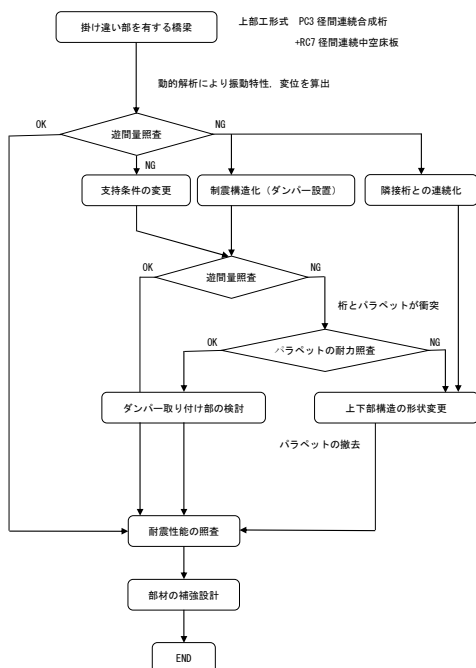 掛け違い部を有する橋梁
上部工形式　PC3径間連続合成桁
+RC7径間連続中空床板
動的解析により振動特性，変位を算出
OK
遊間量照査
NG
NG
支持条件の変更
制震構造化（ダンパー設置）
隣接桁との連続化
OK
遊間量照査
NG
桁とパラペットが衝突
OK
パラペットの耐力照査
NG
ダンパー取り付け部の検討
上下部構造の形状変更
パラペットの撤去
耐震性能の照査
部材の補強設計
END